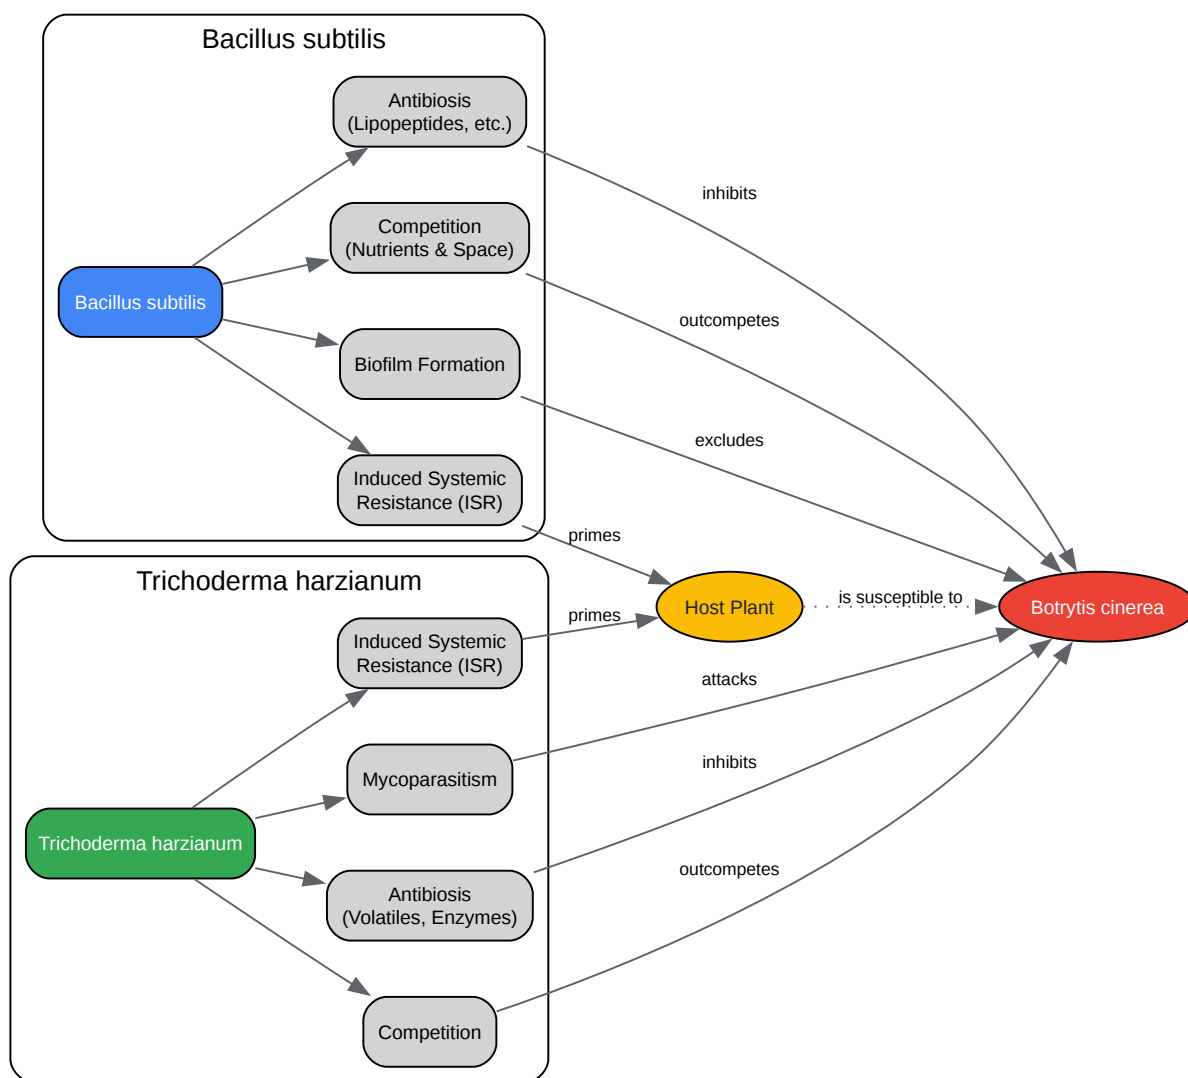 Bacillus subtilis
Antibiosis
(Lipopeptides, etc.)
inhibits
Competition
(Nutrients & Space)
Bacillus subtilis
outcompetes
Biofilm Formation
excludes
Induced Systemic
Resistance (ISR)
primes
Trichoderma harzianum
Host Plant
is susceptible to
Botrytis cinerea
primes
Induced Systemic
Resistance (ISR)
attacks
Mycoparasitism
inhibits
Trichoderma harzianum
outcompetes
Antibiosis
(Volatiles, Enzymes)
Competition